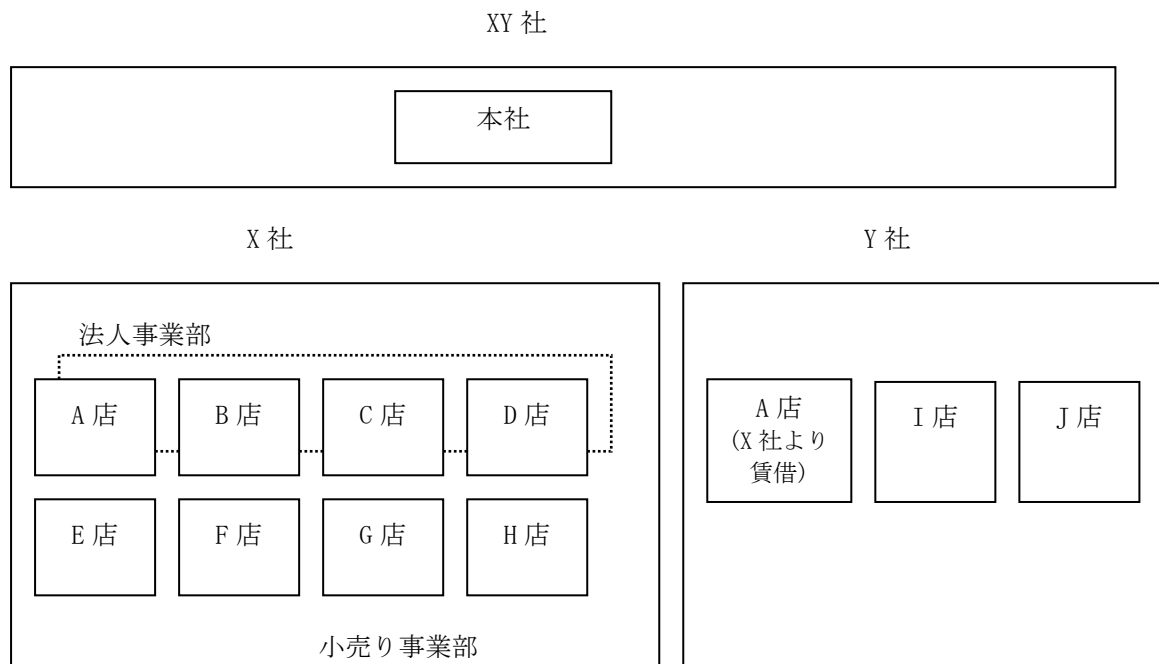 XY 社
本社
X 社
Y 社
法人事業部
A 店
B 店
C 店
D 店
A 店
(X 社より
賃借)
I 店
J 店
E 店
F 店
G 店
H 店
小売り事業部